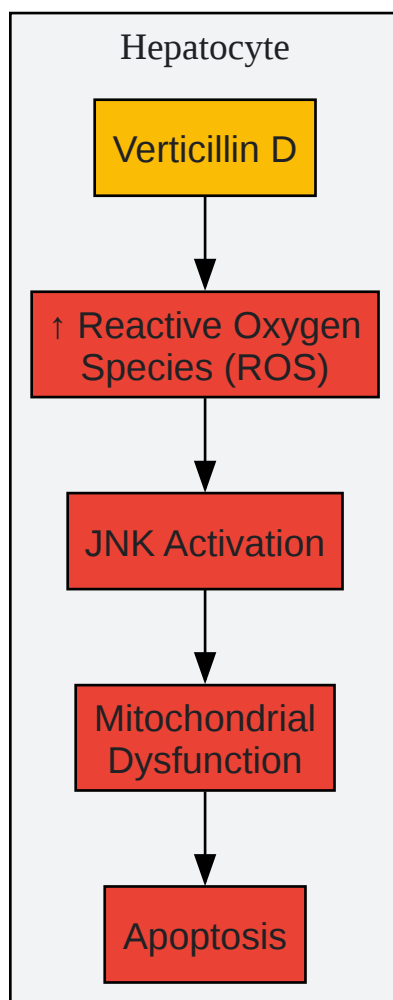 Hepatocyte
Verticillin D
↑ Reactive Oxygen
Species (ROS)
JNK Activation
Mitochondrial
Dysfunction
Apoptosis